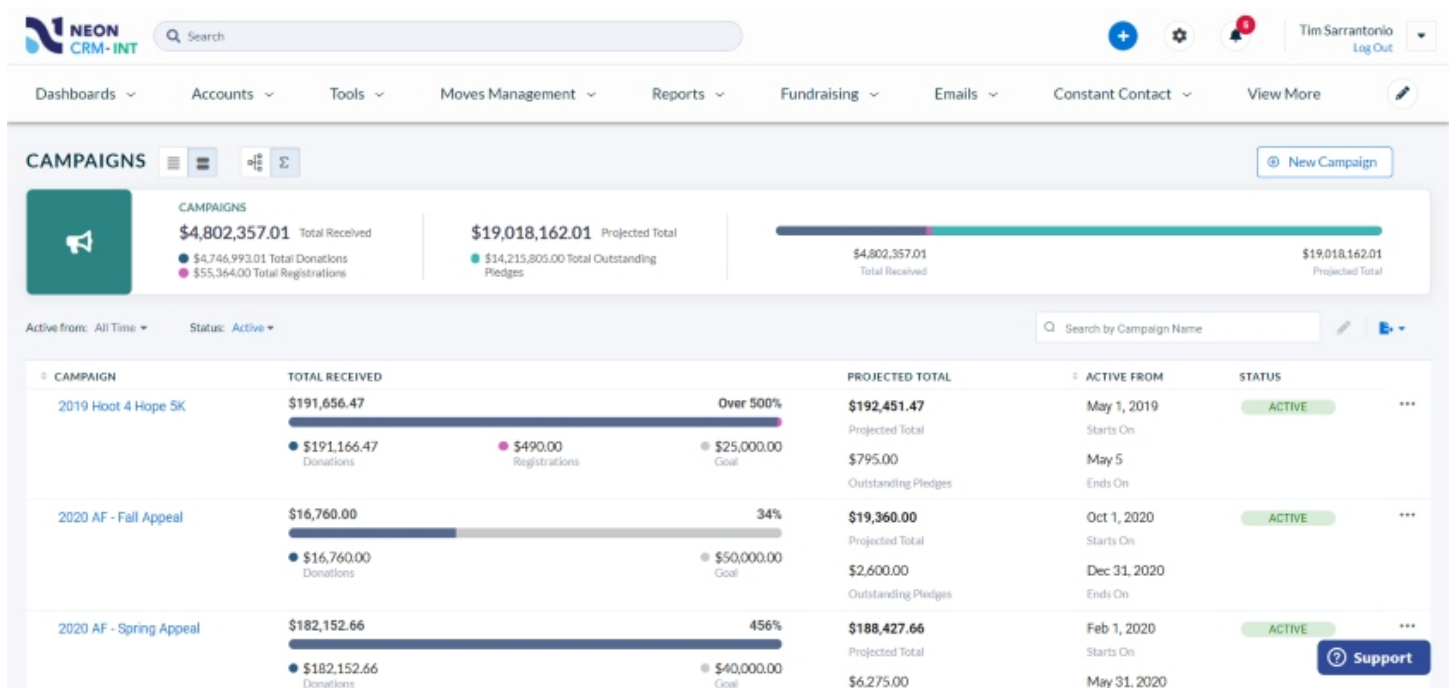 NEON
CRM-INT
Search
5
Tim Sarrantonio
Log Out
Dashboards Accounts Tools Moves Management Reports Fundraising Emails Constant Contact View More
CAMPAIGNS
Σ
New Campaign
CAMPAIGNS
$4,802,357.01 Total Received
$4,746,993.01 Total Donations
$55,364.00 Total Registrations
$19,018,162.01 Projected Total
$14,215,805.00 Total Outstanding
Pledges
$4,802,357.01 $19,018,162.01
Total Received Projected Total
Active from: All Time Status: Active Search by Campaign Name
CAMPAIGN TOTAL RECEIVED PROJECTED TOTAL ACTIVE FROM STATUS
2019 Hoot 4 Hope 5K $191,656.47 Over 500% $192,451.47 May 1, 2019 ACTIVE
Projected Total Starts On
$191,166.47 $490.00 $25,000.00 $795.00 May 5
Donations Registrations Goal Outstanding Pledges Ends On
2020 AF - Fall Appeal $16,760.00 34% $19,360.00 Oct 1, 2020 ACTIVE
Projected Total Starts On
$16,760.00 $50,000.00 $2,600.00 Dec 31, 2020
Donations Goal Outstanding Pledges Ends On
2020 AF - Spring Appeal $182,152.66 456% $188,427.66 Feb 1, 2020 ACTIVE
Projected Total Starts On
$182,152.66 $40,000.00 $6,275.00 May 31, 2020
Donations Goal
Support